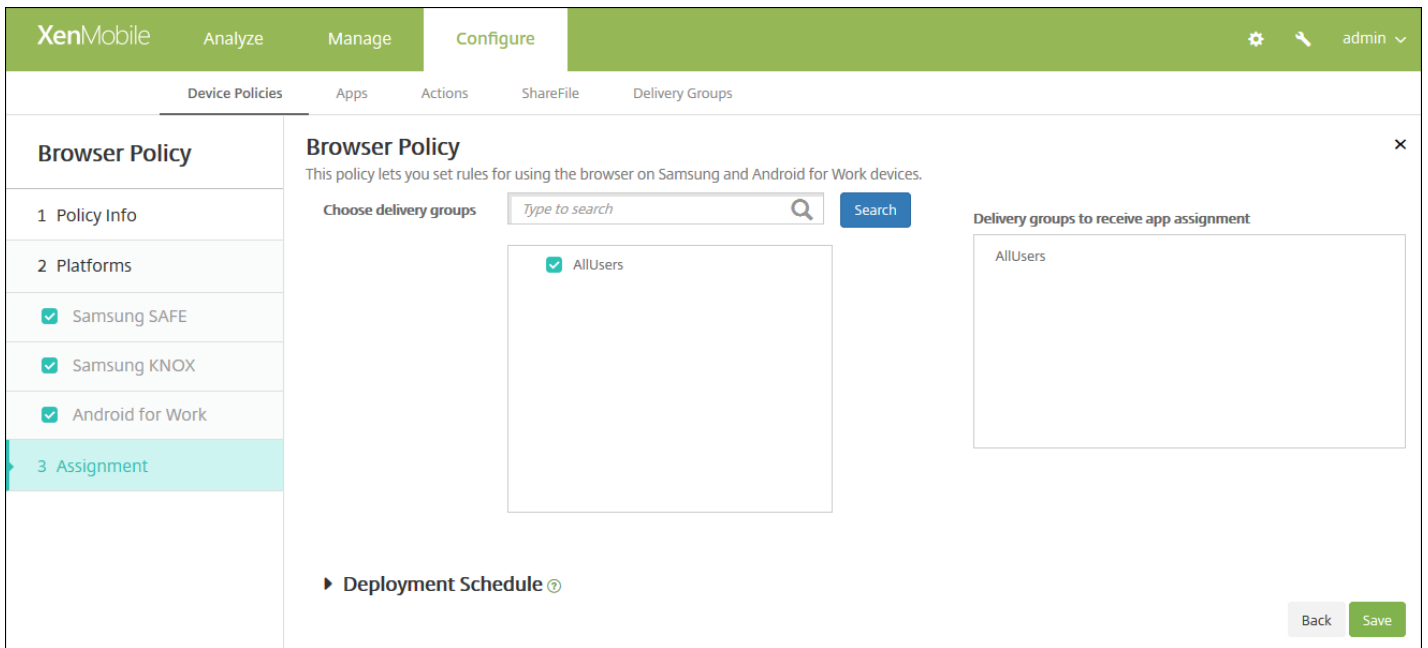 XenMobile Analyze Manage Configure admin
Device Policies Apps Actions ShareFile Delivery Groups
Browser Policy
1 Policy Info
2 Platforms
Samsung SAFE
Samsung KNOX
Android for Work
3 Assignment
Browser Policy
This policy lets you set rules for using the browser on Samsung and Android for Work devices.
Choose delivery groups Type to search Search
AllUsers
Delivery groups to receive app assignment
AllUsers
Deployment Schedule ?
Back Save